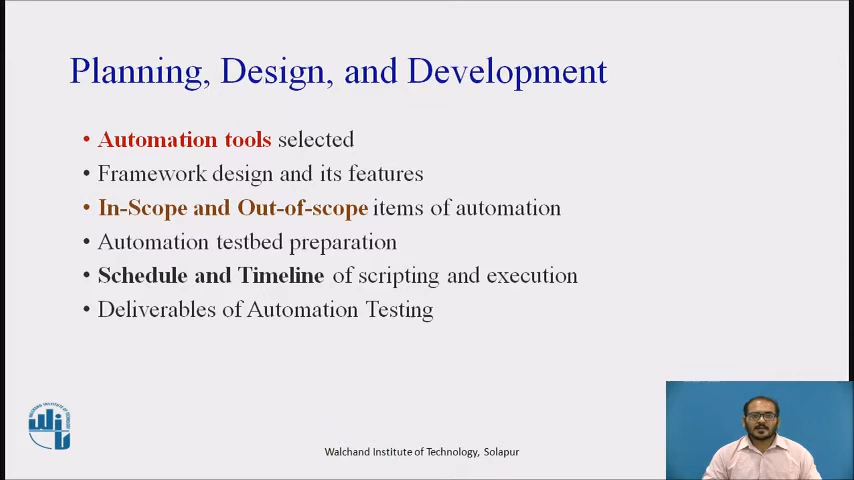 Planning, Design, and Development
• Automation tools selected
• Framework design and its features
• In-Scope and Out-of-scope items of automation
• Automation testbed preparation
• Schedule and Timeline of scripting and execution
• Deliverables of Automation Testing
Walchand Institute of Technology, Solapur